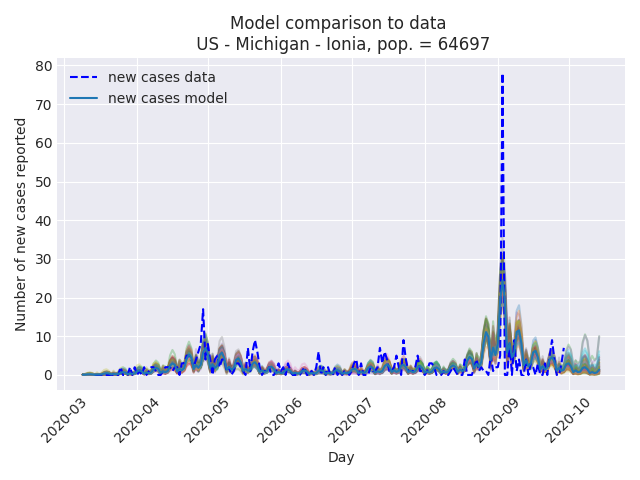 Model comparison to data
US - Michigan - Ionia, pop. = 64697
new cases data
new cases model
Number of new cases reported
80
70
60
50
40
30
20
10
0
2020-03
2020-04
2020-05
2020-06
2020-07
2020-08
2020-09
2020-10
Day